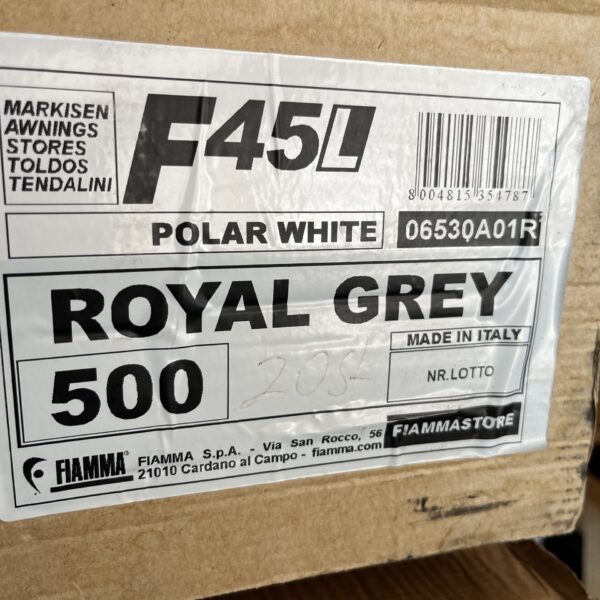 MARKISEN
AWNINGS
STORES
TOLDOS
TENDALINI
F45L
8004815354787
POLAR WHITE
06530A01R
ROYAL GREY
500
MADE IN ITALY
NR.LOTTO
FIAMMASTORE
FIAMMA
FIAMMA S.p.A. - Via San Rocco, 56
21010 Cardano al Campo - fiamma.com